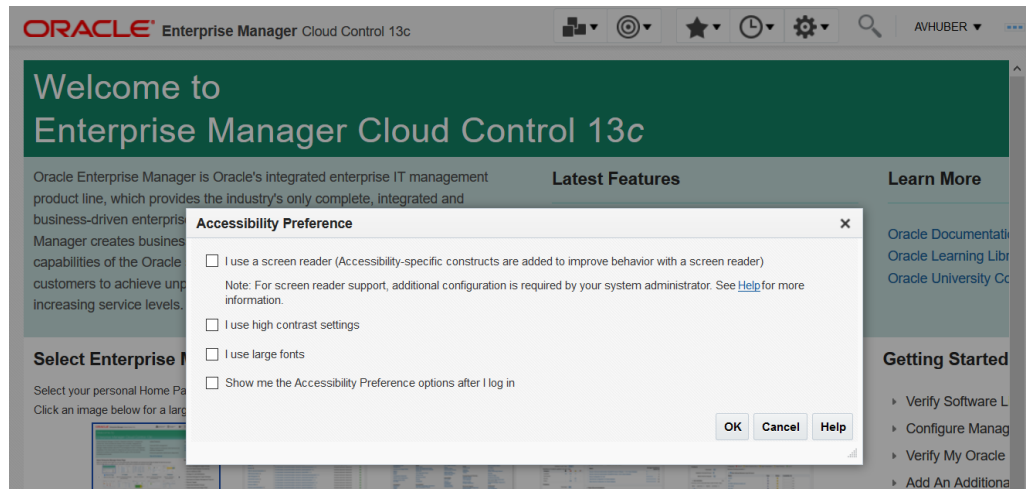 ORACLE® Enterprise Manager Cloud Control 13c
AVHUBER
Welcome to
Enterprise Manager Cloud Control 13c
Oracle Enterprise Manager is Oracle's integrated enterprise IT management
product line, which provides the industry's only complete, integrated and
business-driven enterpris
Manager creates busines
capabilities of the Oracle
customers to achieve unp
increasing service levels.
Latest Features
Learn More
Oracle Documentati
Oracle Learning Libr
Oracle University Co
Accessibility Preference
I use a screen reader (Accessibility-specific constructs are added to improve behavior with a screen reader)
Note: For screen reader support, additional configuration is required by your system administrator. See Help for more
information.
I use high contrast settings
I use large fonts
Show me the Accessibility Preference options after I log in
OK Cancel Help
Select Enterprise
Select your personal Home Pa
Click an image below for a larg
Getting Started
Verify Software L
Configure Manag
Verify My Oracle
Add An Additiona